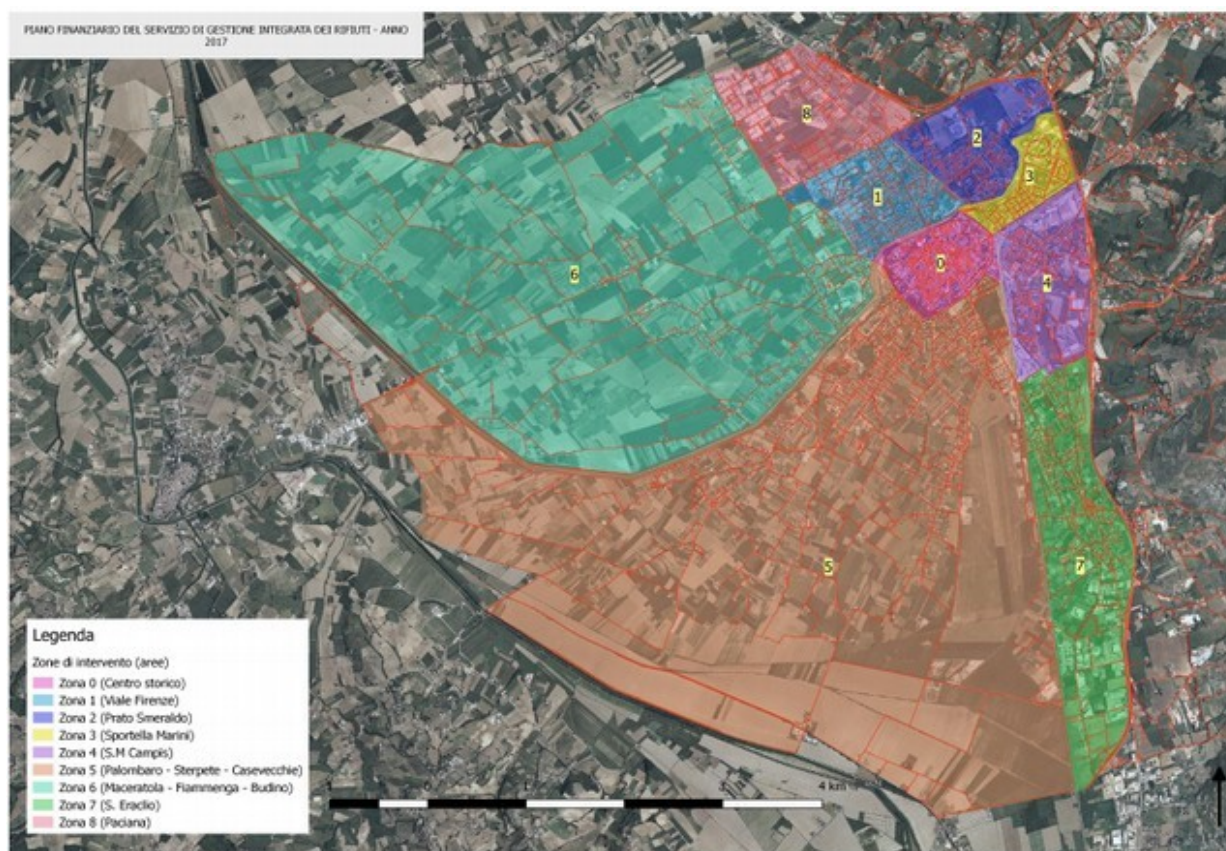 PIANO FINANZIARIO DEL SERVIZIO DI GESTIONE INTEGRATA DEI RIFIUTI - ANNO
2017
8
2
3
1
0
4
6
5
7
Legenda
Zone di intervento (aree)
Zona 0 (Centro storico)
Zona 1 (Viale Firenze)
Zona 2 (Prato Smeraldo)
Zona 3 (Sportella Marini)
Zona 4 (S.M Campis)
Zona 5 (Palombaro - Sterpete - Casevecchie)
Zona 6 (Maceratola - Fiammenga - Budino)
Zona 7 (S. Eraclio)
Zona 8 (Paciana)
4 km